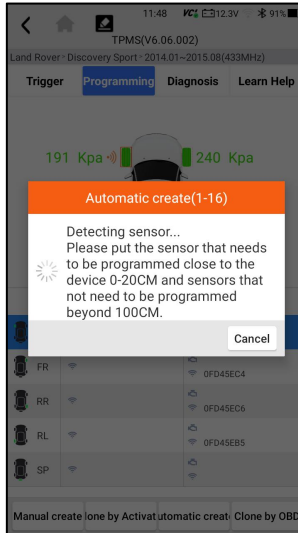 11:48 VCI 12.3V 91%
TPMS(V6.06.002)
Land Rover - Discovery Sport - 2014.01~2015.08(433MHz)
Trigger Programming Diagnosis Learn Help
191 Kpa 240 Kpa
Automatic create(1-16)
Detecting sensor...
Please put the sensor that needs
to be programmed close to the
device 0-20CM and sensors that
not need to be programmed
beyond 100CM.
Cancel
FR 0FD45EC4
RR 0FD45EC6
RL 0FD45EB5
SP
Manual create lone by Activat utomatic creat Clone by OBD